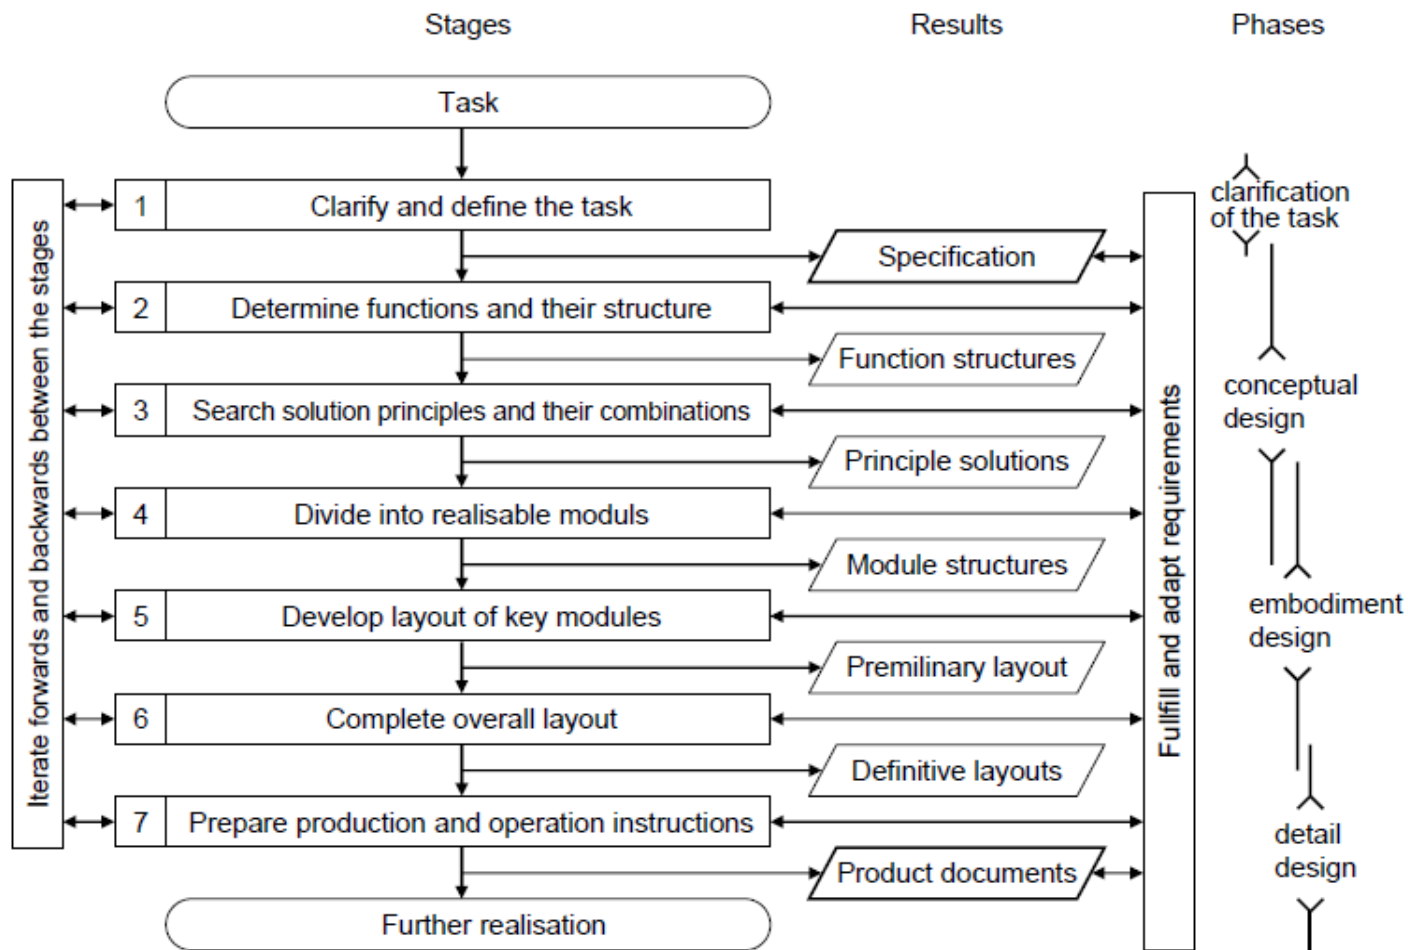 Stages
Results
Phases
Task
1
Clarify and define the task
clarification
of the task
Specification
2
Determine functions and their structure
Function structures
conceptual
design
3
Search solution principles and their combinations
Principle solutions
4
Divide into realisable moduls
Module structures
embodiment
design
5
Develop layout of key modules
Premilinary layout
6
Complete overall layout
Definitive layouts
7
Prepare production and operation instructions
detail
design
Product documents
Further realisation
Iterate forwards and backwards between the stages
Fullfill and adapt requirements